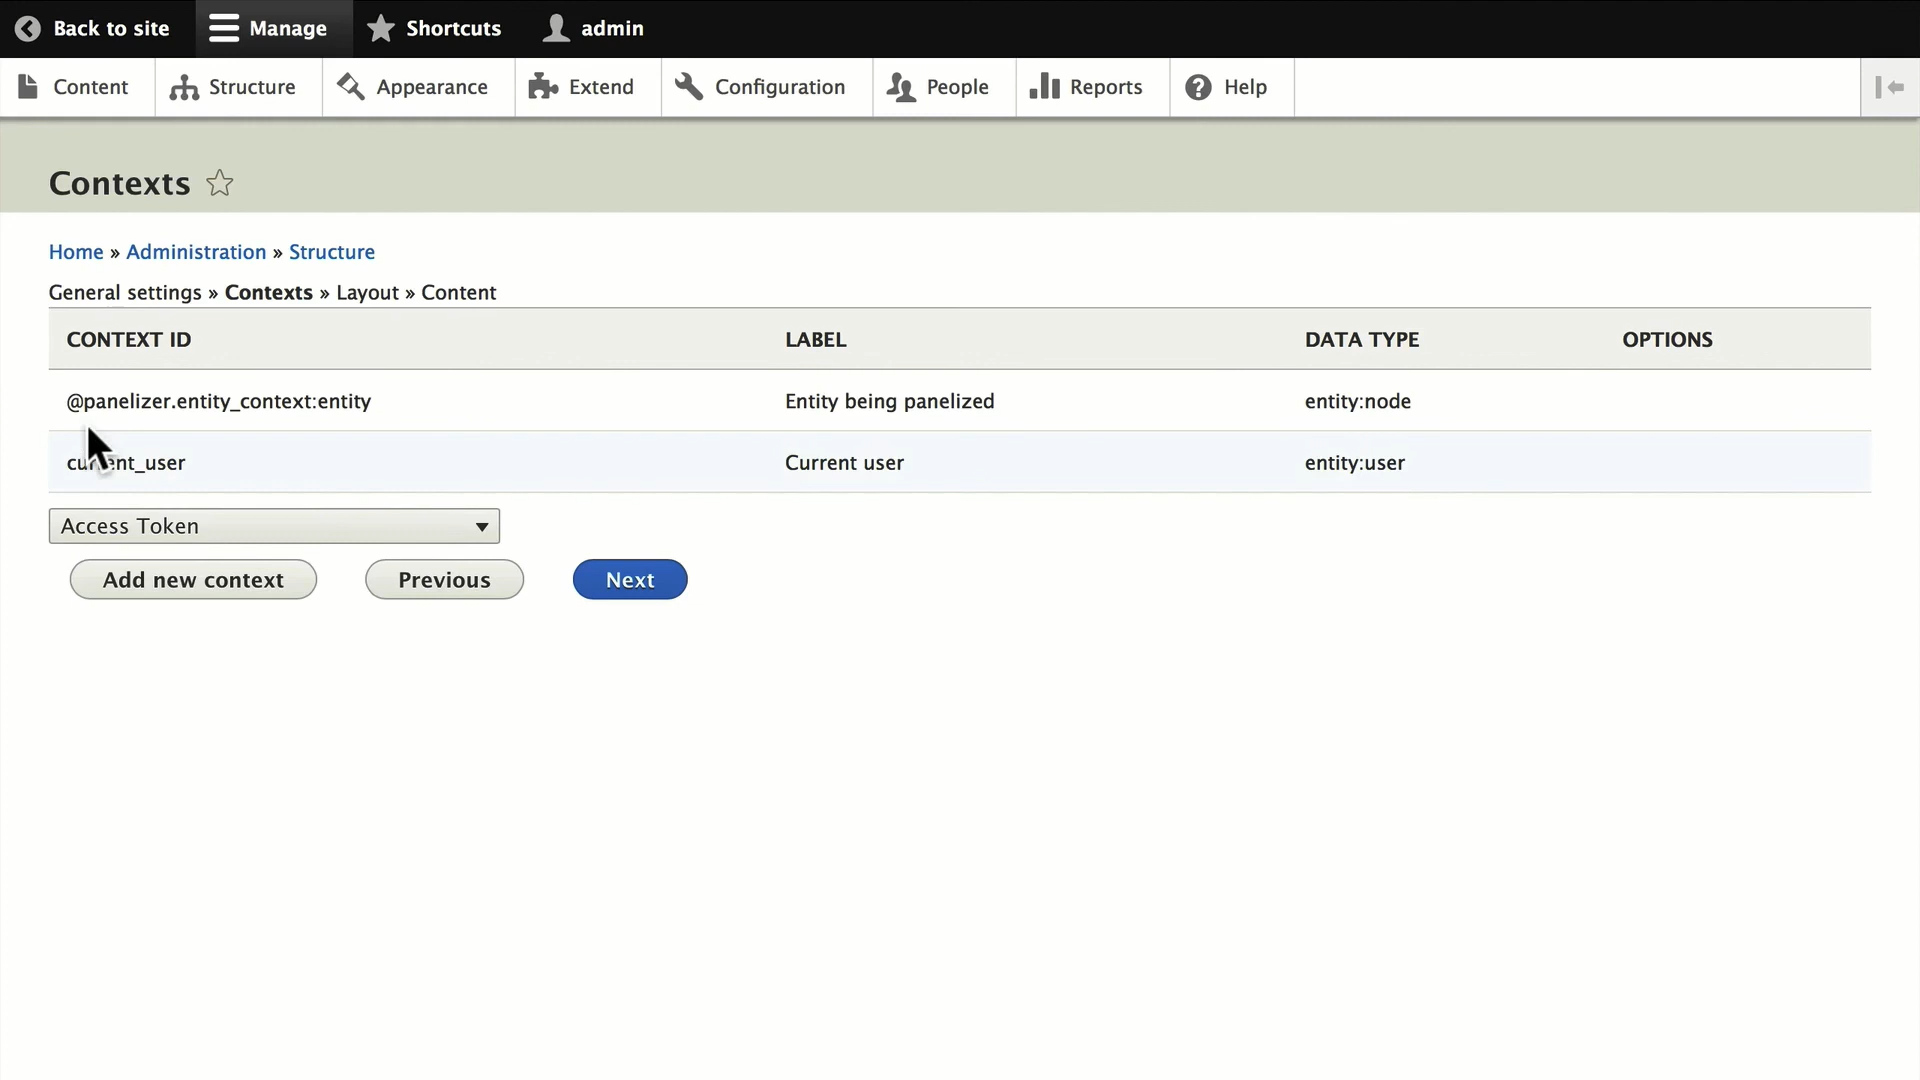 Back to site Manage Shortcuts admin
Content Structure Appearance Extend Configuration People Reports Help
Contexts
Home » Administration » Structure
General settings » Contexts » Layout » Content
CONTEXT ID LABEL DATA TYPE OPTIONS
@panelizer.entity_context:entity Entity being panelized entity:node
current_user Current user entity:user
Access Token
Add new context Previous Next